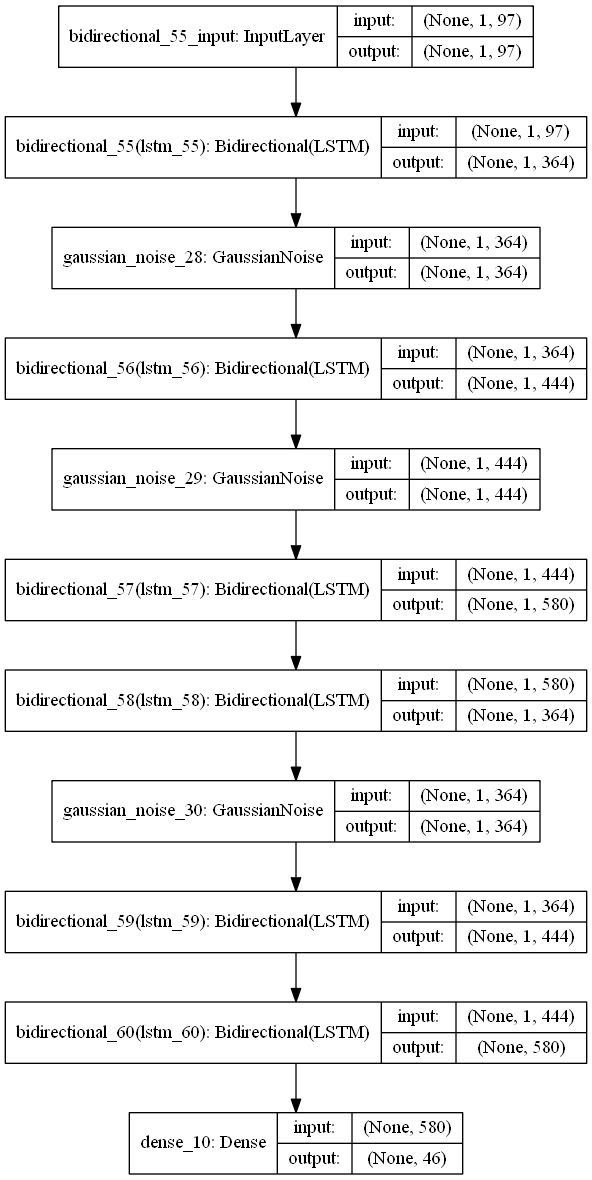 bidirectional_55_input: InputLayer
input: (None, 1, 97)
output: (None, 1, 97)
bidirectional_55(lstm_55): Bidirectional(LSTM)
input: (None, 1, 97)
output: (None, 1, 364)
gaussian_noise_28: GaussianNoise
input: (None, 1, 364)
output: (None, 1, 364)
bidirectional_56(lstm_56): Bidirectional(LSTM)
input: (None, 1, 364)
output: (None, 1, 444)
gaussian_noise_29: GaussianNoise
input: (None, 1, 444)
output: (None, 1, 444)
bidirectional_57(lstm_57): Bidirectional(LSTM)
input: (None, 1, 444)
output: (None, 1, 580)
bidirectional_58(lstm_58): Bidirectional(LSTM)
input: (None, 1, 580)
output: (None, 1, 364)
gaussian_noise_30: GaussianNoise
input: (None, 1, 364)
output: (None, 1, 364)
bidirectional_59(lstm_59): Bidirectional(LSTM)
input: (None, 1, 364)
output: (None, 1, 444)
bidirectional_60(lstm_60): Bidirectional(LSTM)
input: (None, 1, 444)
output: (None, 580)
dense_10: Dense
input: (None, 580)
output: (None, 46)